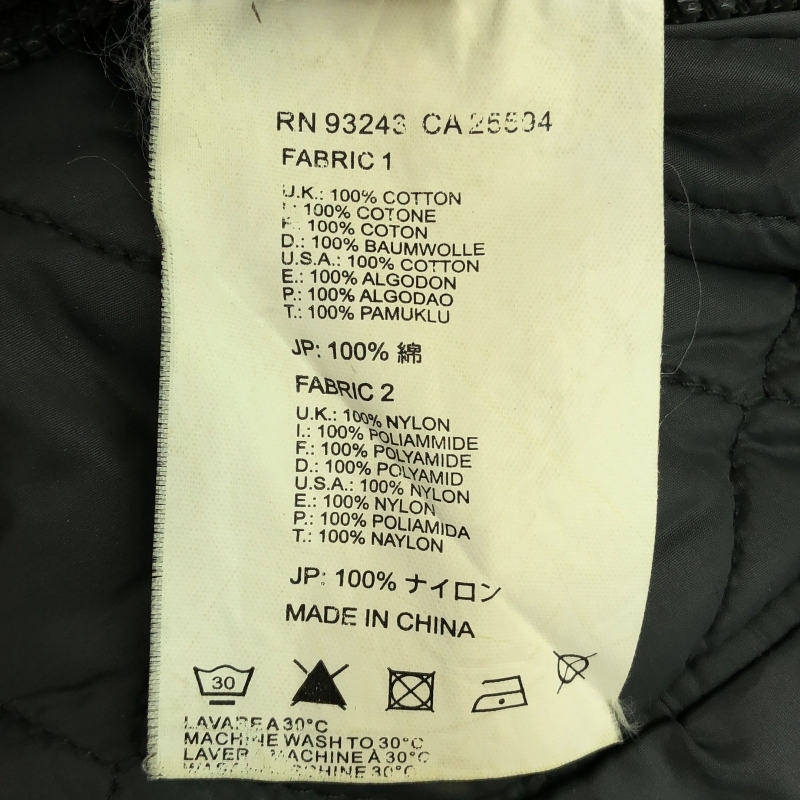 RN 93243 CA 25594
FABRIC 1
U.K.: 100% COTTON
I.: 100% COTONE
F.: 100% COTON
D.: 100% BAUMWOLLE
U.S.A.: 100% COTTON
E.: 100% ALGODON
P.: 100% ALGODAO
T.: 100% PAMUKLU
JP: 100% 綿
FABRIC 2
U.K.: 100% NYLON
I.: 100% POLIAMMIDE
F.: 100% POLYAMIDE
D.: 100% POLYAMID
U.S.A.: 100% NYLON
E.: 100% NYLON
P.: 100% POLIAMIDA
T.: 100% NAYLON
JP: 100% ナイロン
MADE IN CHINA
30
LAVARE A 30°C
MACHINE WASH TO 30°C
LAVER MACHINE À 30°C
30°C